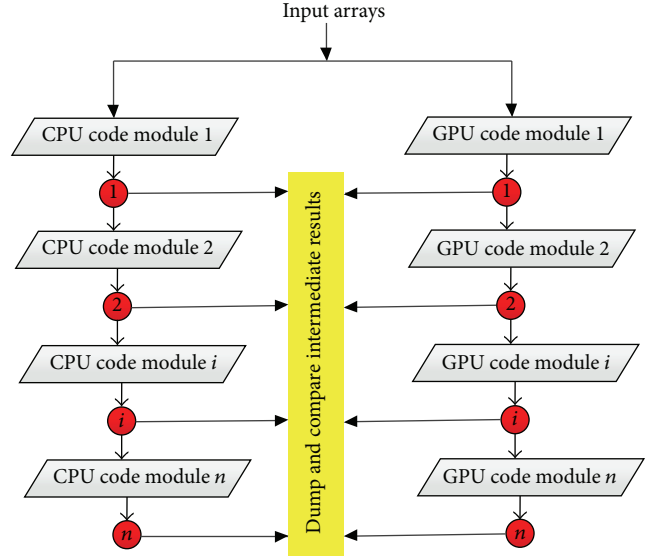 Input arrays
CPU code module 1
GPU code module 1
1
1
CPU code module 2
GPU code module 2
2
2
Dump and compare intermediate results
CPU code module i
GPU code module i
i
i
CPU code module n
GPU code module n
n
n